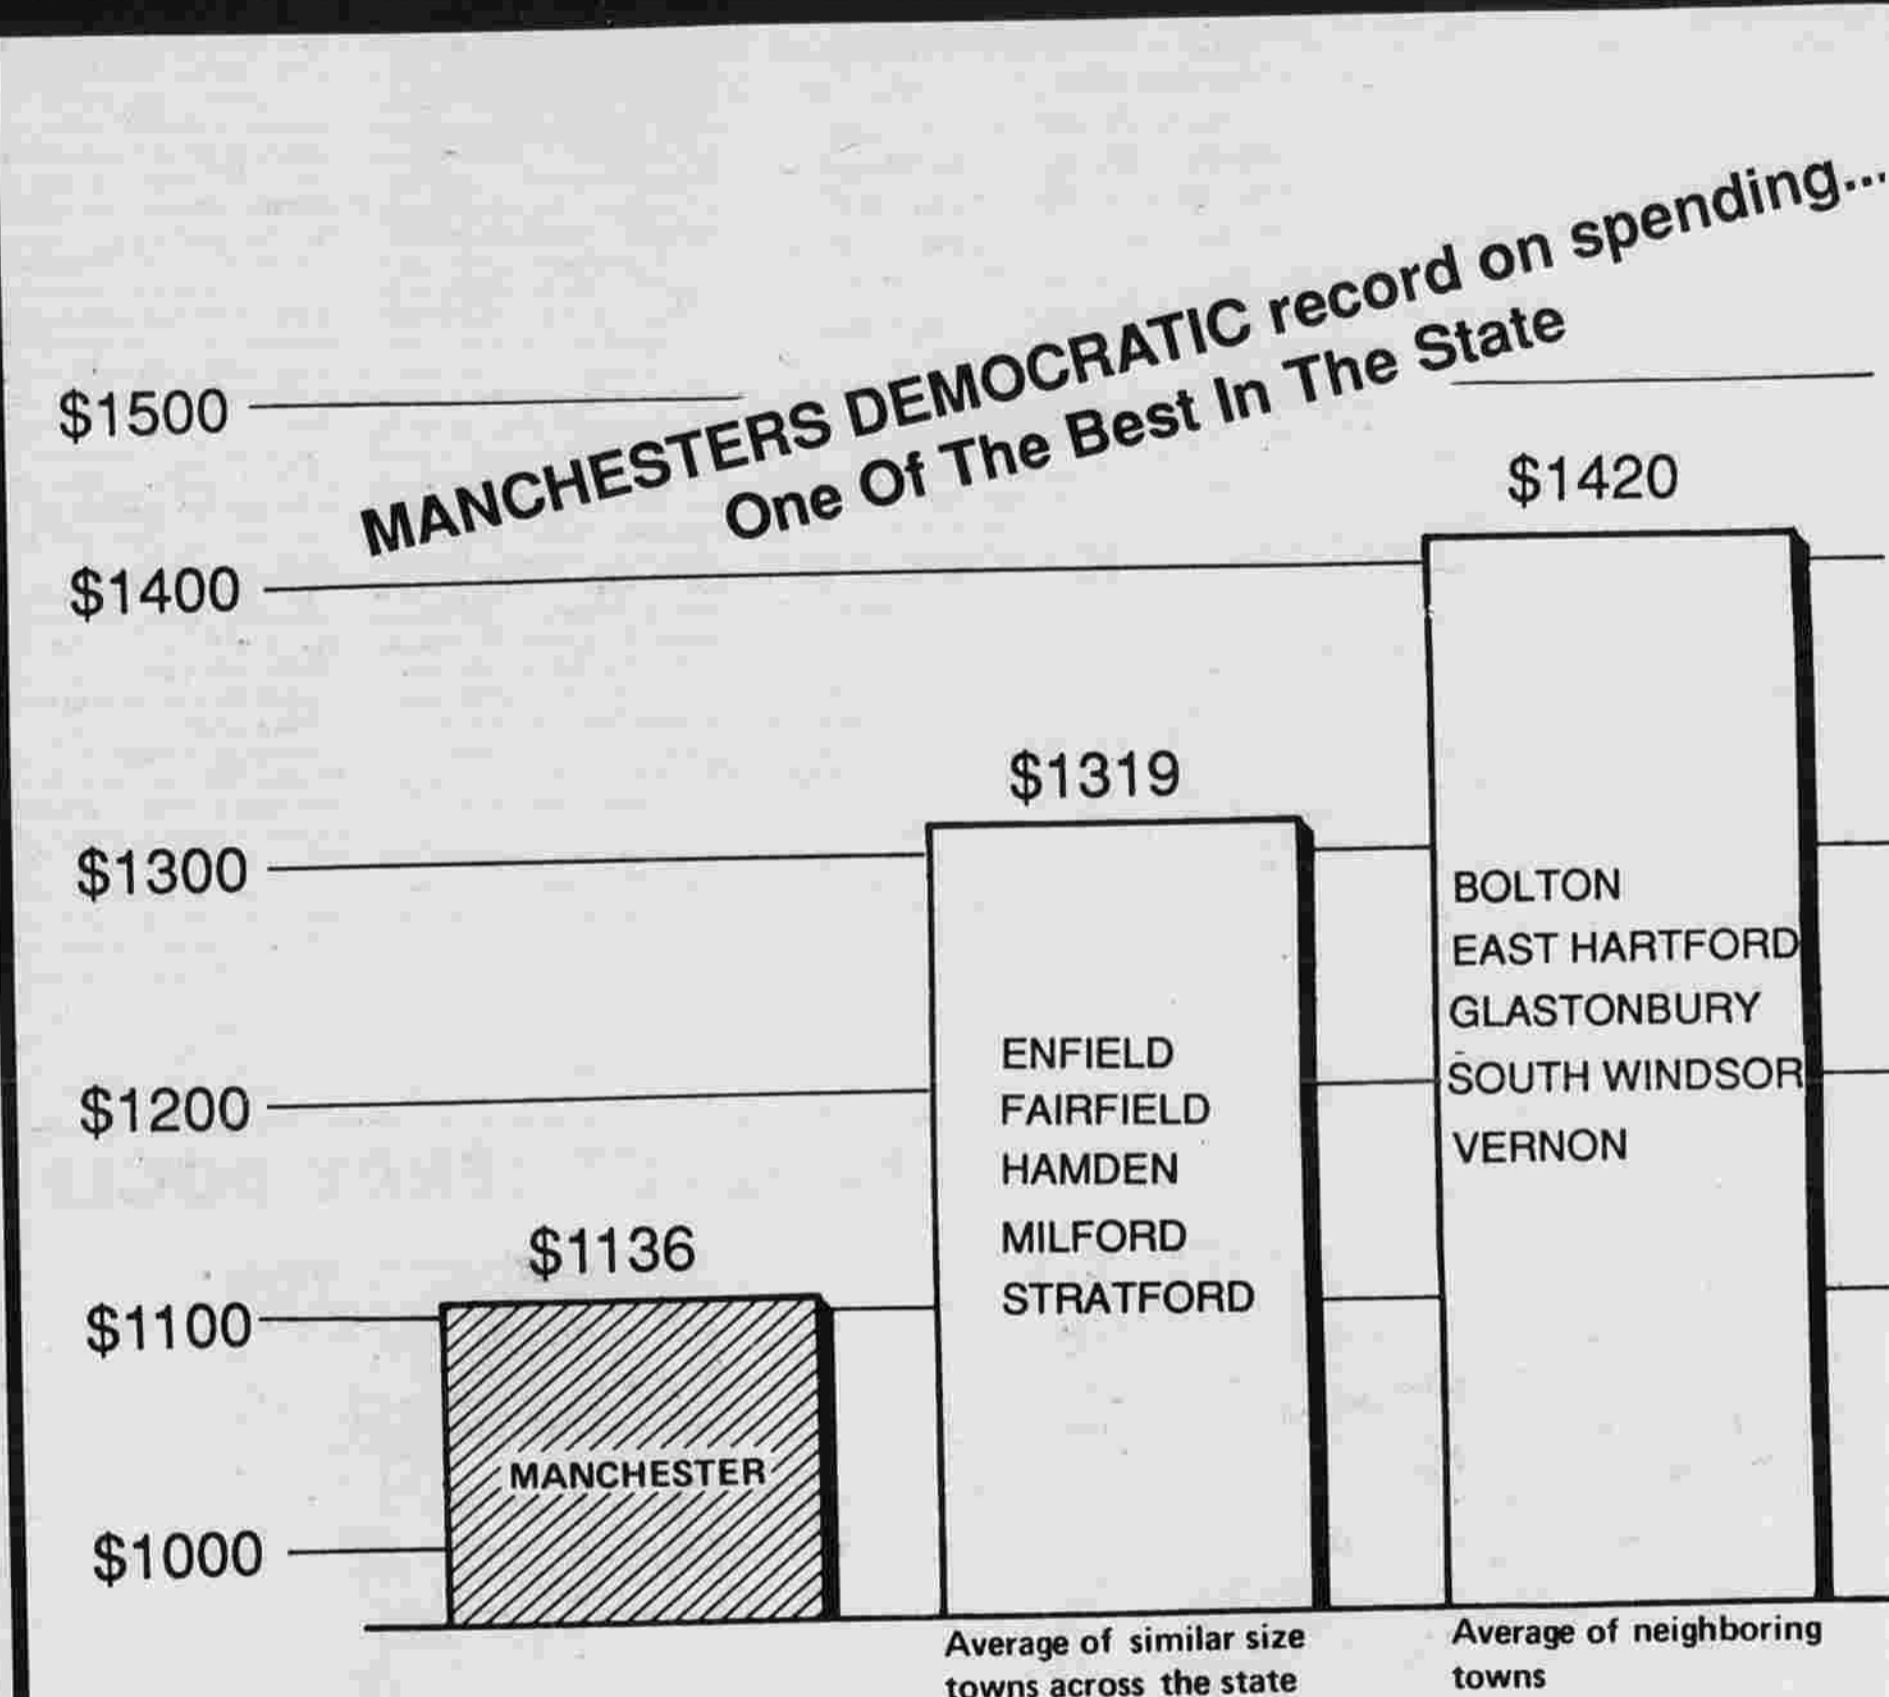 MANCHESTERS DEMOCRATIC record on spending...
One Of The Best In The State
$1500
$1420
$1400
$1319
$1300
BOLTON
EAST HARTFORD
GLASTONBURY
SOUTH WINDSOR
VERNON
ENFIELD
FAIRFIELD
HAMDEN
MILFORD
STRATFORD
$1200
$1136
$1100
MANCHESTER
$1000
Average of similar size
towns across the state
Average of neighboring
towns